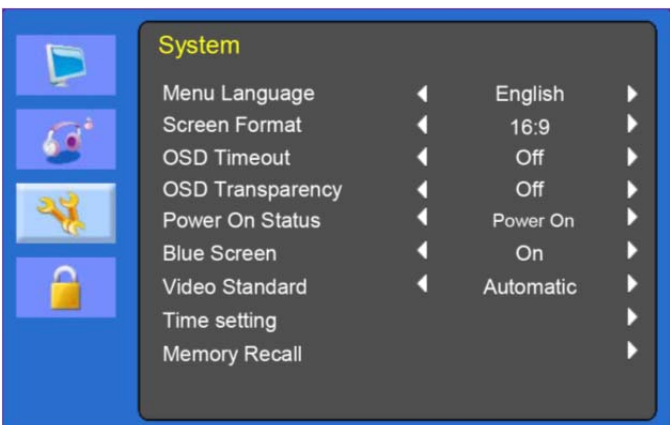 System
Menu Language English
Screen Format 16:9
OSD Timeout Off
OSD Transparency Off
Power On Status Power On
Blue Screen On
Video Standard Automatic
Time setting
Memory Recall